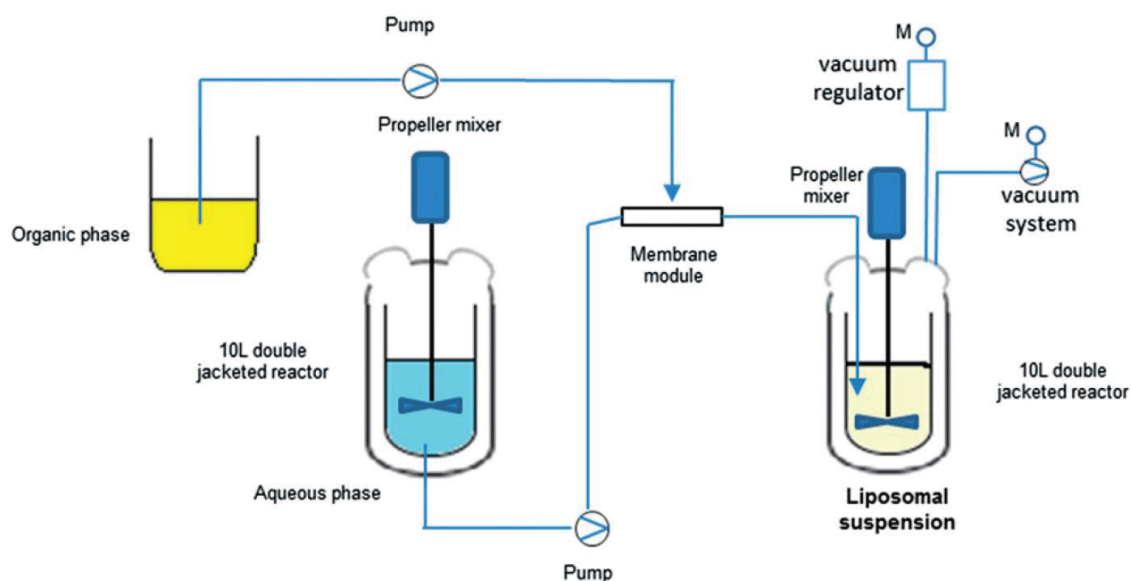 Pump
M
vacuum
regulator
Propeller mixer
M
Propeller
mixer
vacuum
system
Organic phase
Membrane
module
10L double
jacketed reactor
10L double
jacketed reactor
Aqueous phase
Liposomal
suspension
Pump